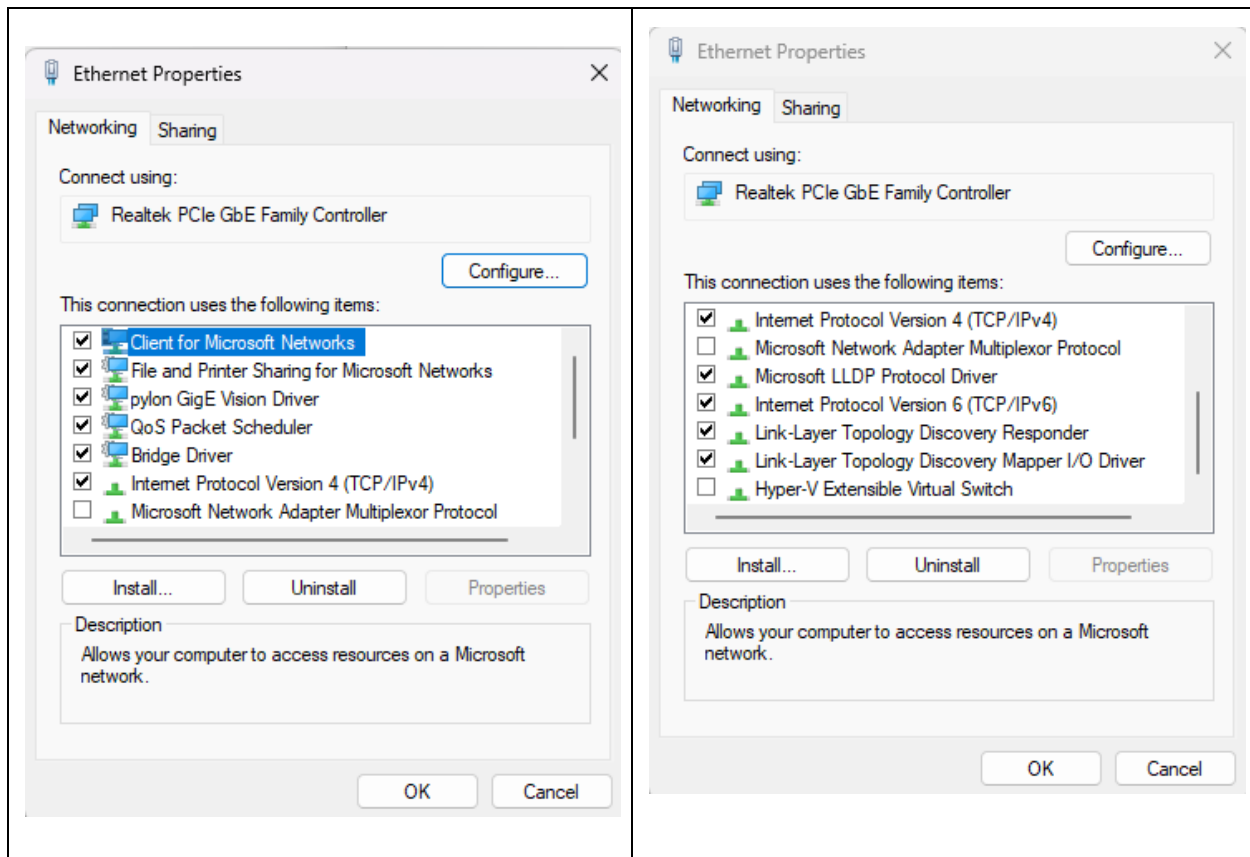 Ethernet Properties
Networking
Sharing
Connect using:
Realtek PCIe GbE Family Controller
Configure...
This connection uses the following items:
Client for Microsoft Networks
File and Printer Sharing for Microsoft Networks
pylon GigE Vision Driver
QoS Packet Scheduler
Bridge Driver
Internet Protocol Version 4 (TCP/IPv4)
Microsoft Network Adapter Multiplexor Protocol
Install...
Uninstall
Properties
Description
Allows your computer to access resources on a Microsoft
network.
OK
Cancel
Ethernet Properties
Networking
Sharing
Connect using:
Realtek PCIe GbE Family Controller
Configure...
This connection uses the following items:
Internet Protocol Version 4 (TCP/IPv4)
Microsoft Network Adapter Multiplexor Protocol
Microsoft LLDP Protocol Driver
Internet Protocol Version 6 (TCP/IPv6)
Link-Layer Topology Discovery Responder
Link-Layer Topology Discovery Mapper I/O Driver
Hyper-V Extensible Virtual Switch
Install...
Uninstall
Properties
Description
Allows your computer to access resources on a Microsoft
network.
OK
Cancel